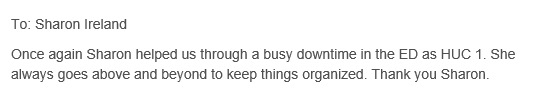 To: Sharon Ireland
Once again Sharon helped us through a busy downtime in the ED as HUC 1. She
always goes above and beyond to keep things organized. Thank you Sharon.